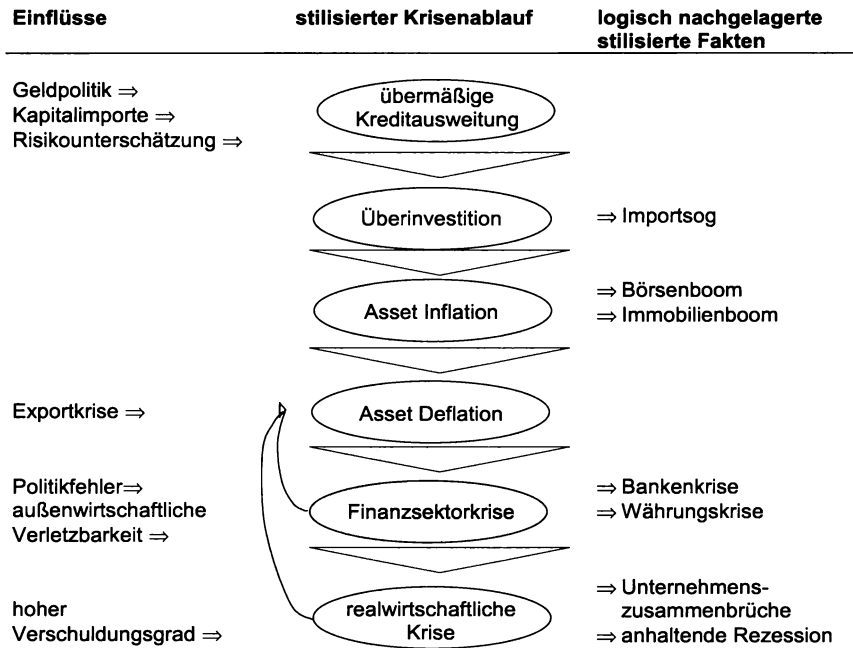 Einflüsse
stilisierter Krisenablauf
logisch nachgelagerte
stilisierte Fakten
Geldpolitik ⇒
Kapitalimporte ⇒
Risikounterschätzung ⇒
übermäßige
Kreditausweitung
Überinvestition
⇒ Importsog
Asset Inflation
⇒ Börsenboom
⇒ Immobilienboom
Exportkrise ⇒
Asset Deflation
Politikfehler⇒
außenwirtschaftliche
Verletzbarkeit ⇒
Finanzsektorkrise
⇒ Bankenkrise
⇒ Währungskrise
hoher
Verschuldungsgrad ⇒
realwirtschaftliche
Krise
⇒ Unternehmens-
zusammenbrüche
⇒ anhaltende Rezession